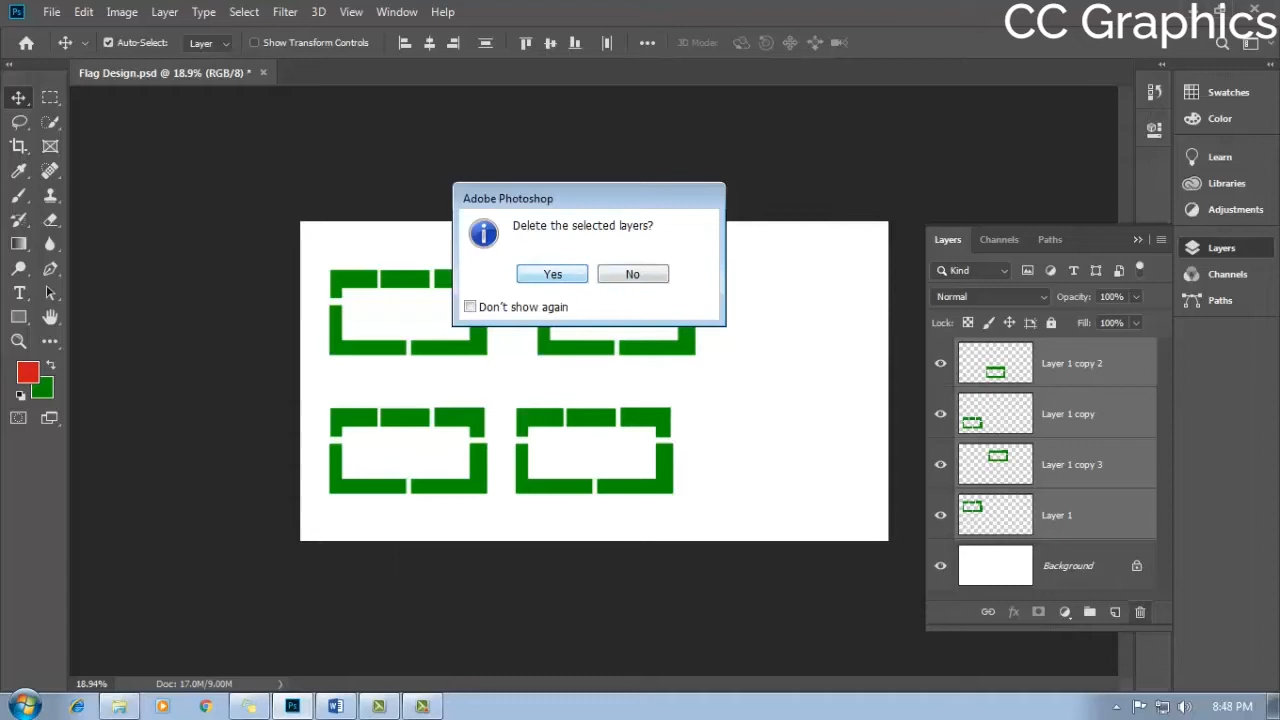 Ps File Edit Image Layer Type Select Filter 3D View Window Help
CC Graphics
Auto-Select: Layer Show Transform Controls 3D Mode:
Flag Design.psd @ 18.9% (RGB/8) *
Swatches
Color
Learn
Libraries
Adjustments
Layers
Channels
Paths
Adobe Photoshop
Delete the selected layers?
Yes No
Don't show again
Layers Channels Paths
Kind
Normal Opacity: 100%
Lock: Fill: 100%
Layer 1 copy 2
Layer 1 copy
Layer 1 copy 3
Layer 1
Background
18.94% Doc: 17.0M/9.00M
Ps 8:48 PM